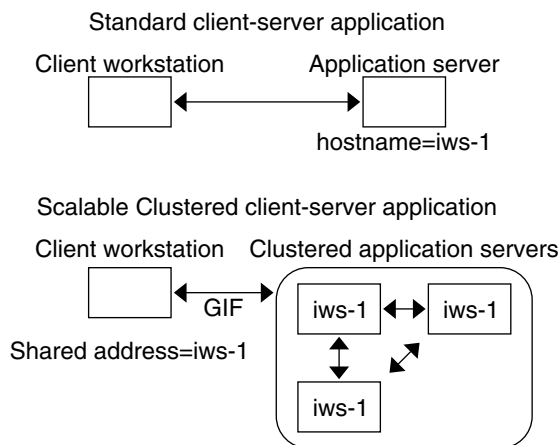 Standard client-server application
Client workstation
Application server
hostname=iws-1
Scalable Clustered client-server application
Client workstation
Clustered application servers
GIF
iws-1
iws-1
Shared address=iws-1
iws-1